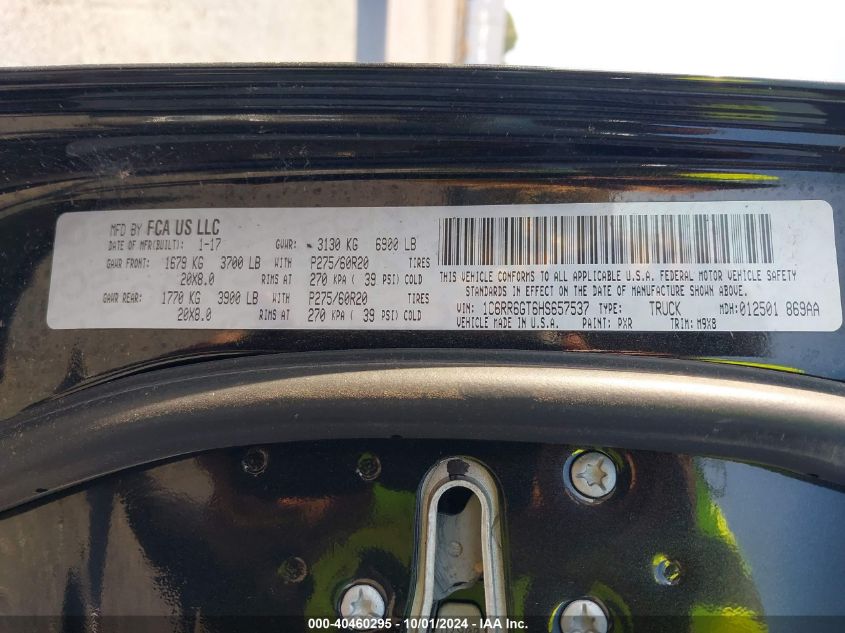 MFD BY FCA US LLC
DATE OF MFR(BUILT): 1-17 GVWR: 3130 KG 6900 LB
GAWR FRONT: 1679 KG 3700 LB WITH P275/60R20 TIRES
20X8.0 RIMS AT 270 KPA ( 39 PSI) COLD
GAWR REAR: 1770 KG 3900 LB WITH P275/60R20 TIRES
20X8.0 RIMS AT 270 KPA ( 39 PSI) COLD
THIS VEHICLE CONFORMS TO ALL APPLICABLE U.S.A. FEDERAL MOTOR VEHICLE SAFETY
STANDARDS IN EFFECT ON THE DATE OF MANUFACTURE SHOWN ABOVE.
VIN: 1C6RR6GT6HS657537 TYPE: TRUCK MDH:012501 869AA
VEHICLE MADE IN U.S.A. PAINT: PXR TRIM: M9X8
000-40460295 - 10/01/2024 - IAA Inc.